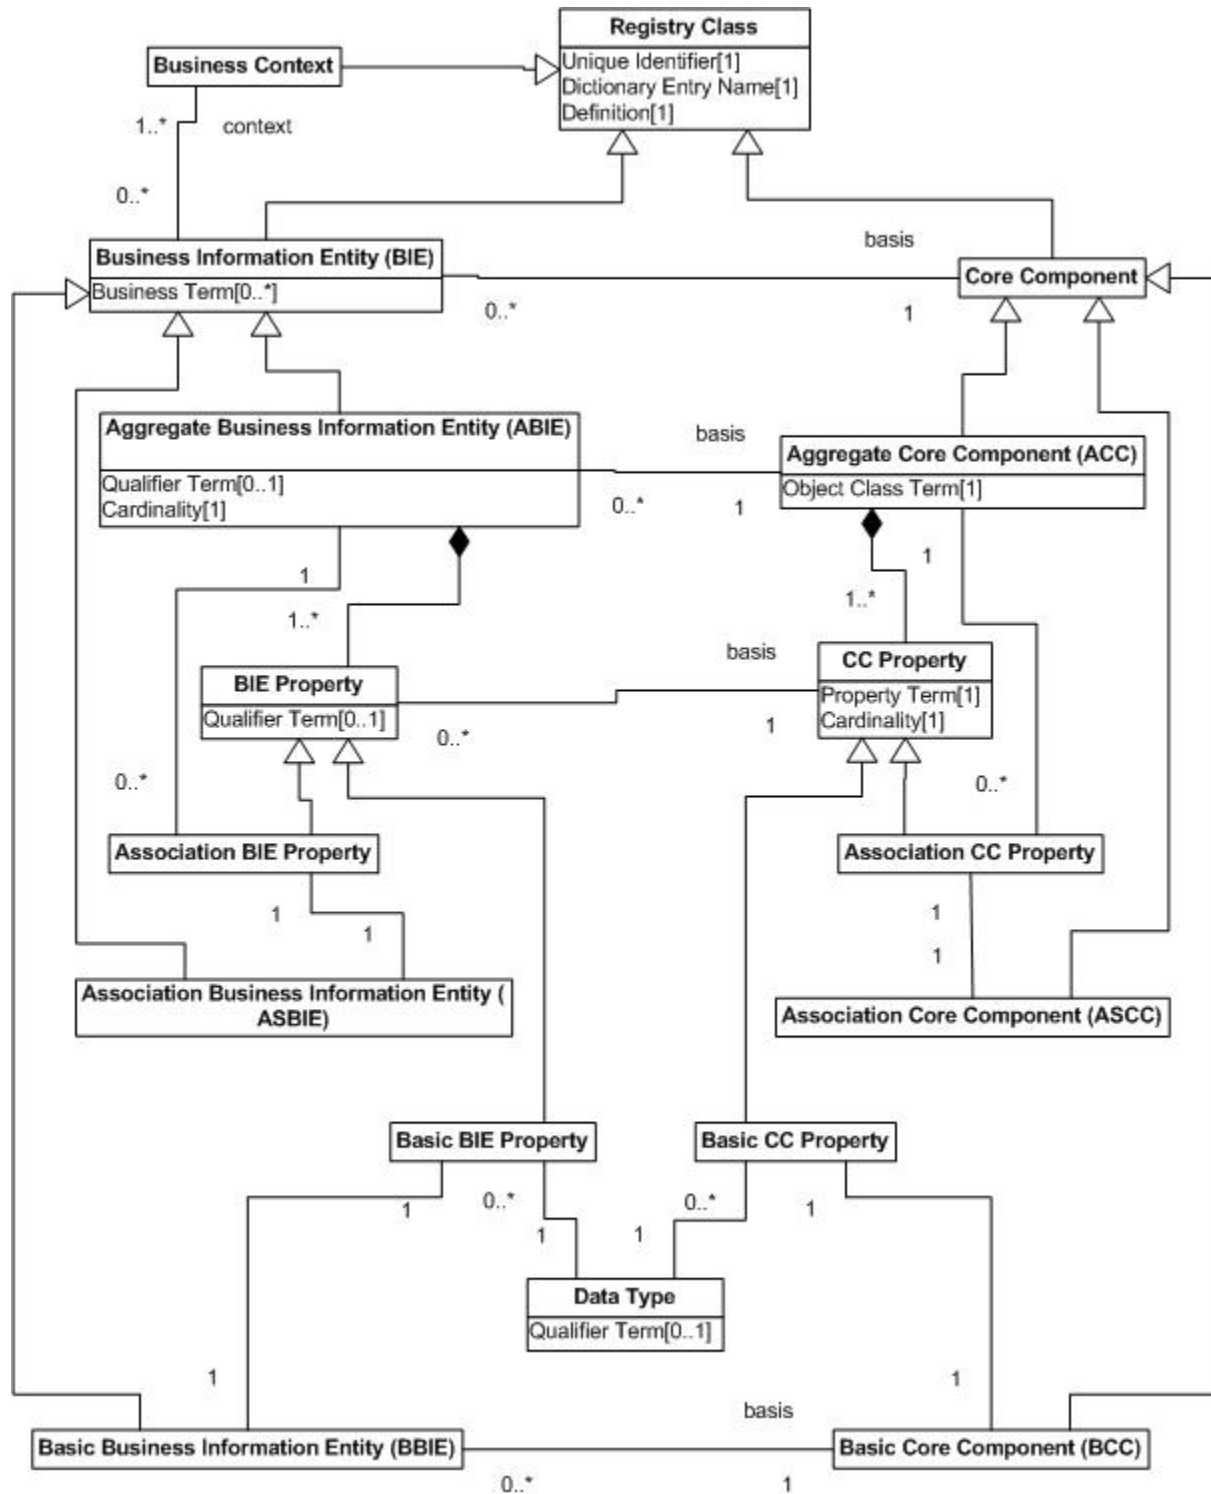 Registry Class
Unique Identifier[1]
Dictionary Entry Name[1]
Definition[1]
Business Context
1..*
context
0..*
Business Information Entity (BIE)
Business Term[0..*]
basis
0..*
1
Core Component
Aggregate Business Information Entity (ABIE)
Qualifier Term[0..1]
Cardinality[1]
basis
0..*
1
Aggregate Core Component (ACC)
Object Class Term[1]
1
1..*
1..*
1
BIE Property
Qualifier Term[0..1]
basis
0..*
1
CC Property
Property Term[1]
Cardinality[1]
0..*
0..*
Association BIE Property
Association CC Property
1
1
1
1
Association Business Information Entity (
ASBIE)
Association Core Component (ASCC)
Basic BIE Property
Basic CC Property
1
0..*
1
1
0..*
1
Data Type
Qualifier Term[0..1]
1
1
basis
Basic Business Information Entity (BBIE)
Basic Core Component (BCC)
0..*
1